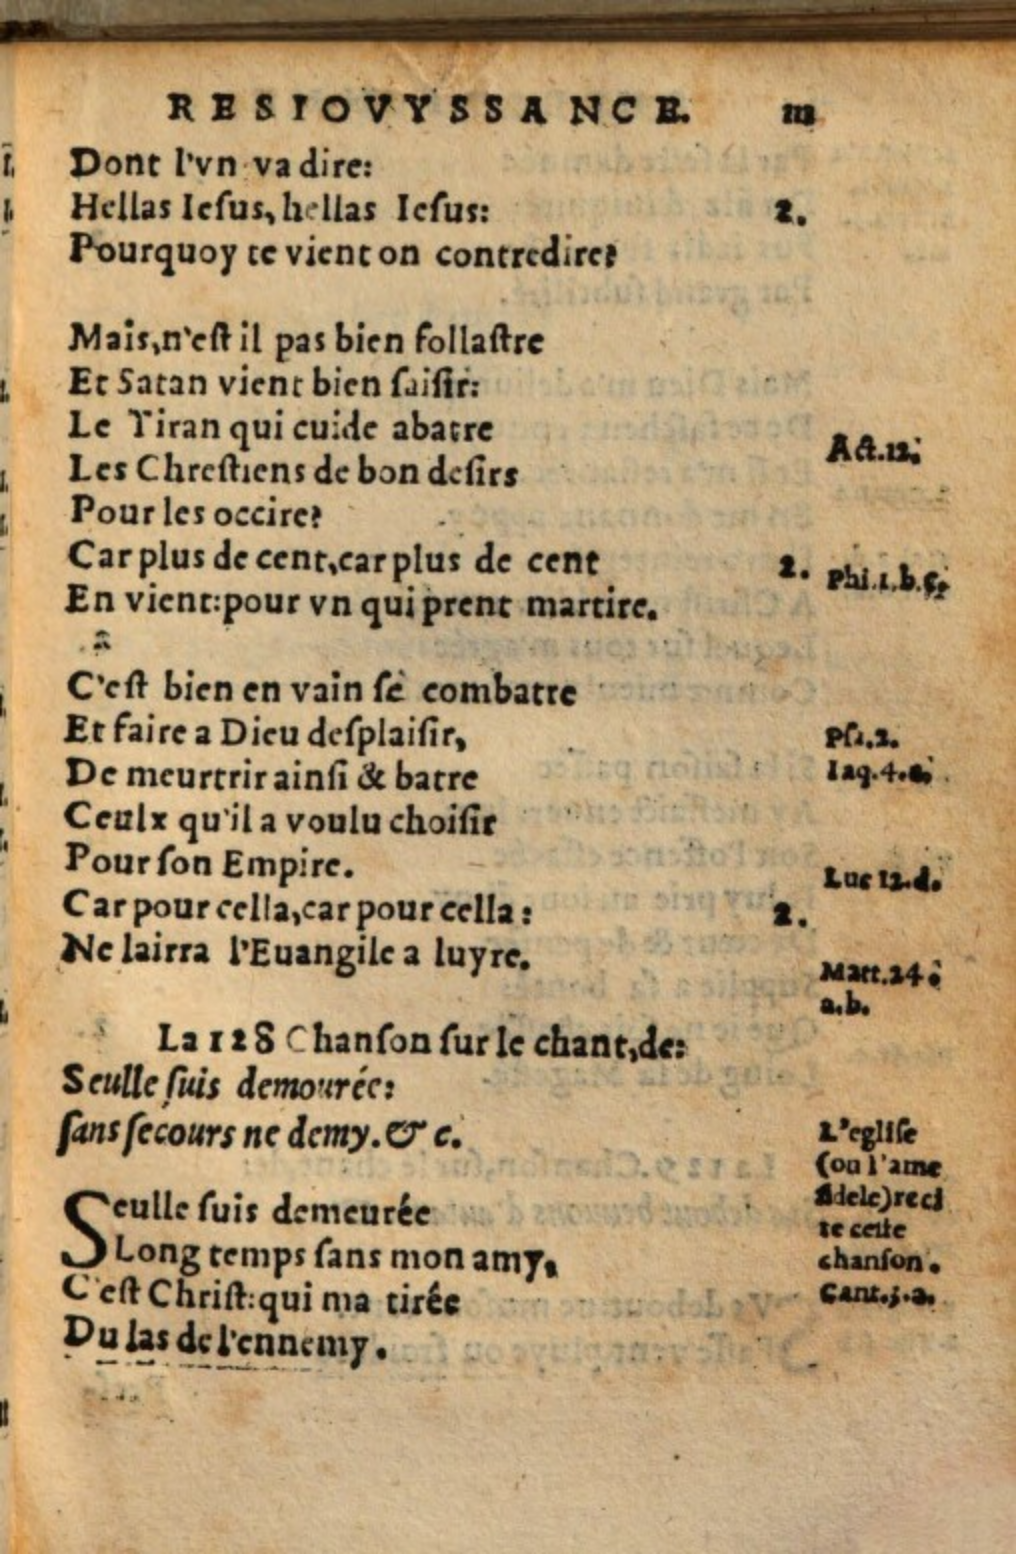 RESIOVYSSANCE. 111
Dont l'vn va dire:
Hellas Iesus, hellas Iesus: 2.
Pourquoy te vient on contredire?
Mais, n'est il pas bien follastre
Et Satan vient bien saisir:
Le Tiran qui cuide abatre
Act.12.
Les Chrestiens de bon desirs
Pour les occire?
Car plus de cent, car plus de cent 2.
Phi.1.b.
En vient: pour vn qui prent martire.
C'est bien en vain se combatre
Et faire a Dieu desplaisir,
Psa.2.
De meurtrir ainsi & batre
Iaq.4.
Ceulx qu'il a voulu choisir
Pour son Empire.
Luc 12.d.
Car pour cella, car pour cella: 2.
Ne lairra l'Euangile a luyre.
Matt.24.
a.b.
La 128 Chanson sur le chant, de:
Seulle suis demourée:
sans secours ne demy. & c.
L'eglise
(ou l'ame
fidele) reci
te ceste
chanson.
Cant.3.a.
Seulle suis demeurée
Long temps sans mon amy,
C'est Christ: qui ma tirée
Du las de l'ennemy.